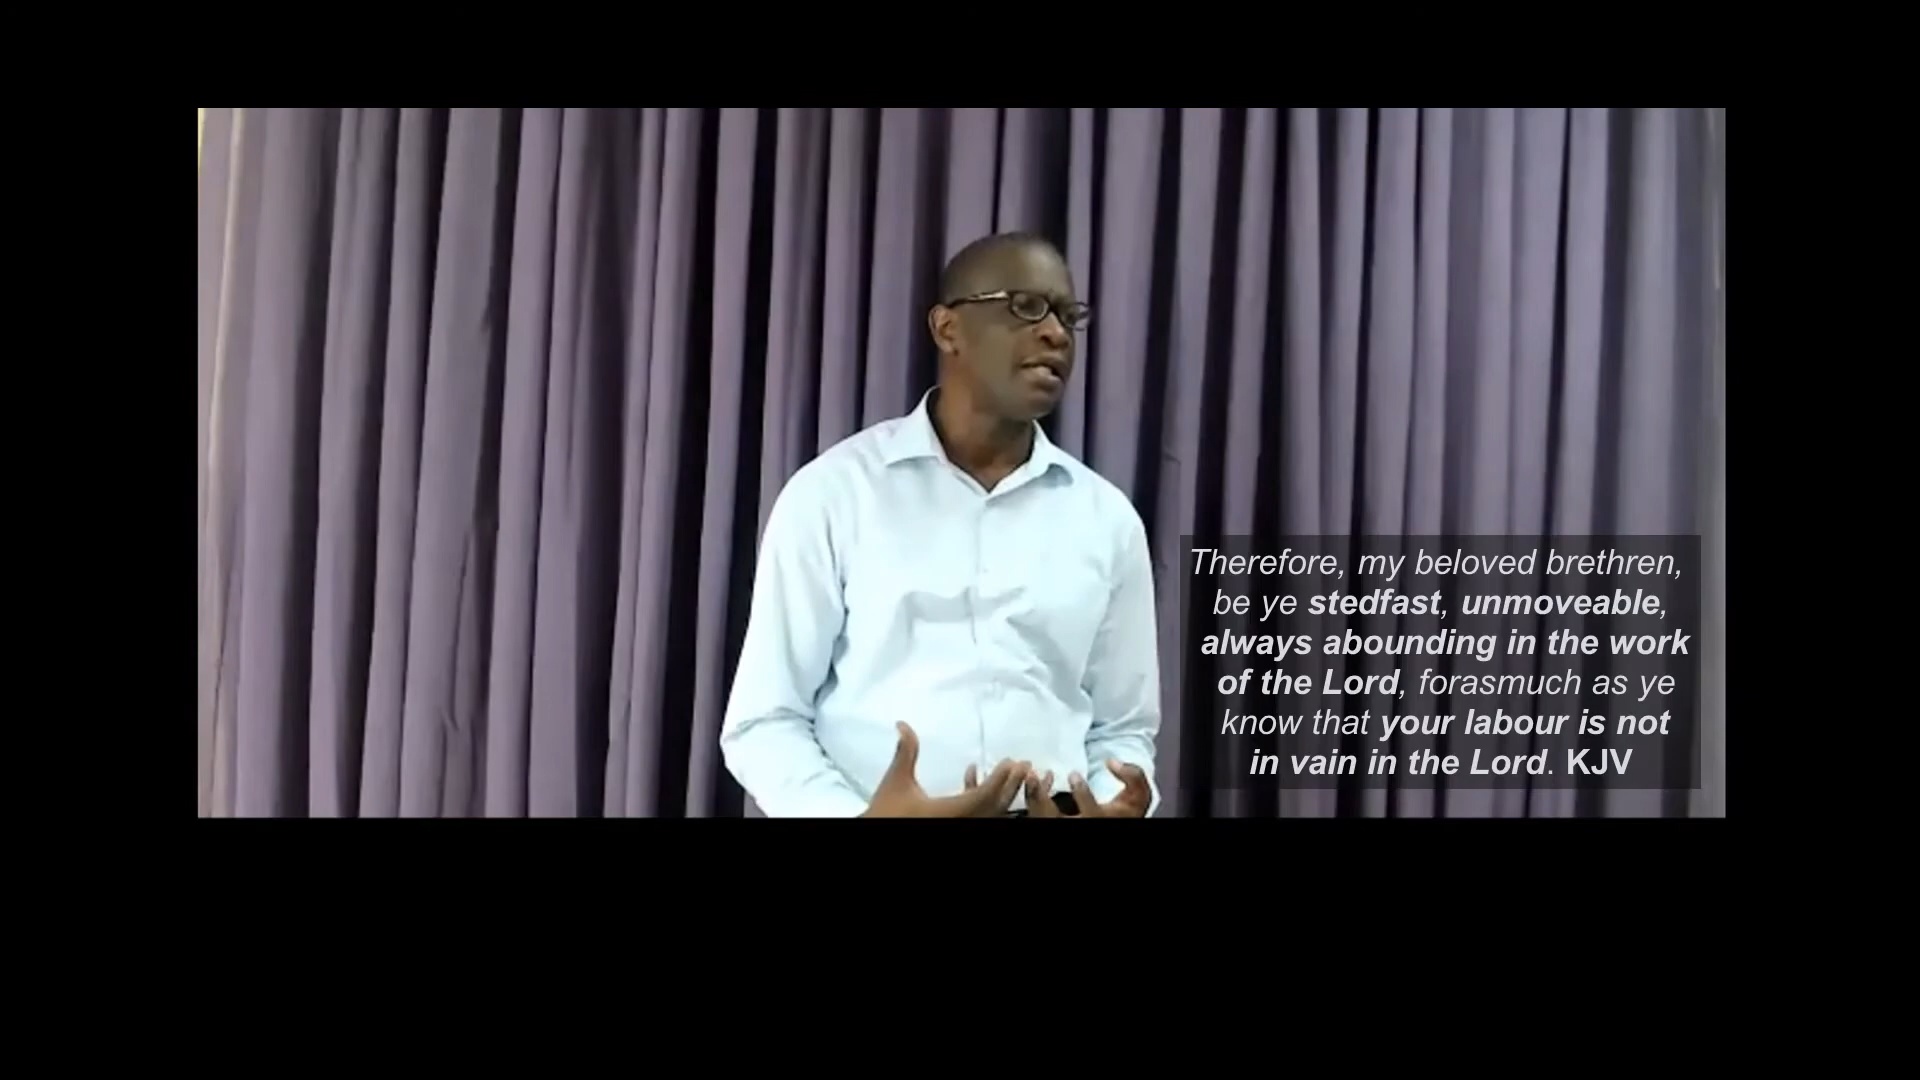 Therefore, my beloved brethren,
be ye stedfast, unmoveable,
always abounding in the work
of the Lord, forasmuch as ye
know that your labour is not
in vain in the Lord. KJV